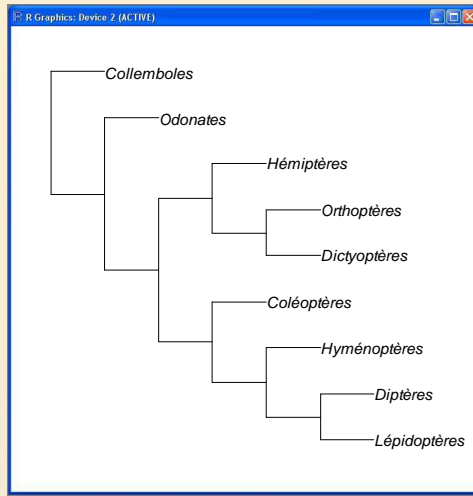 R Graphics: Device 2 (ACTIVE)
Collemboles
Odonates
Hémiptères
Orthoptères
Dictyoptères
Coléoptères
Hyménoptères
Diptères
Lépidoptères